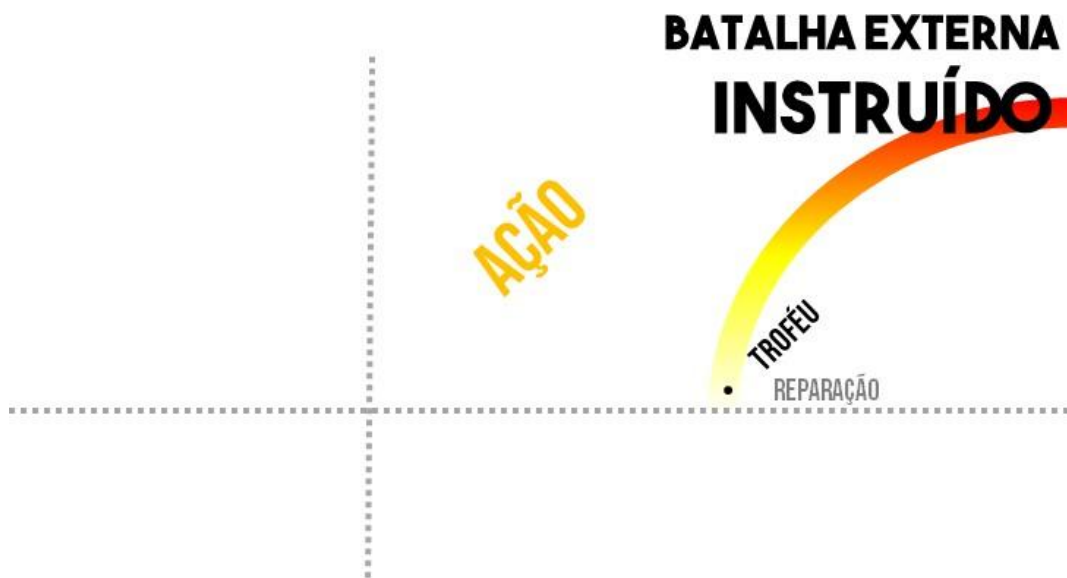 BATALHA EXTERNA
INSTRUÍDO
AÇÃO
TROFÉU
REPARAÇÃO